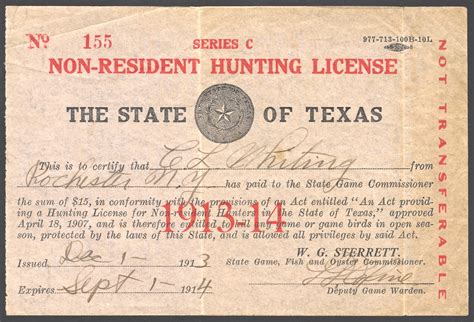 No 155
SERIES C
977-713-100B-10L
NON-RESIDENT HUNTING LICENSE
THE STATE OF TEXAS
This is to certify that C L Whiting from
Rochester N.Y has paid to the State Game Commissioner
the sum of $15, in conformity with the provisions of an Act entitled "An Act provid-
ing a Hunting License for Non-Resident Hunters in the State of Texas," approved
April 18, 1907, and is therefore entitled to kill game or game birds in open sea-
son, protected by the laws of this State, and is allowed all privileges by said Act.
1913-14
Issued Dec 1- 1913
W. G. STERRETT,
State Game, Fish and Oyster Commissioner.
Expires Sept 1- 1914
Deputy Game Warden.
NOT TRANSFERABLE